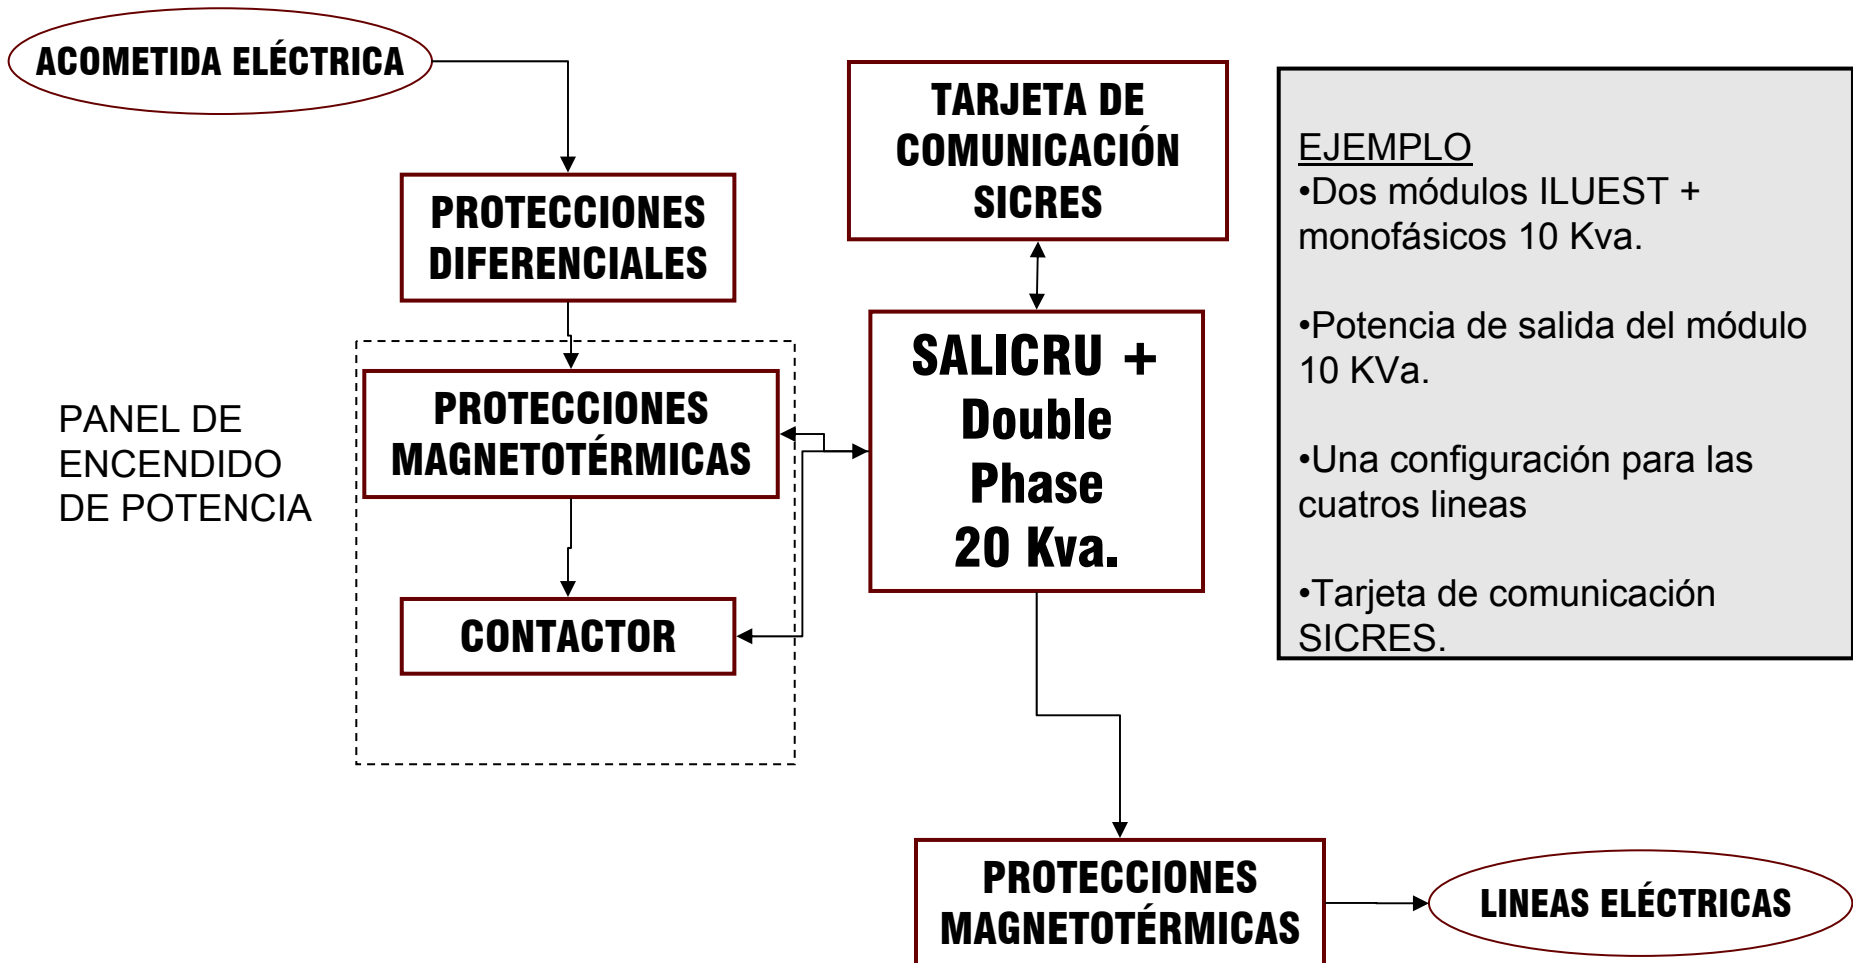 ACOMETIDA ELÉCTRICA
PROTECCIONES
DIFERENCIALES
PANEL DE
ENCENDIDO
DE POTENCIA
PROTECCIONES
MAGNETOTÉRMICAS
CONTACTOR
TARJETA DE
COMUNICACIÓN
SICRES
SALICRU +
Double
Phase
20 Kva.
PROTECCIONES
MAGNETOTÉRMICAS
LINEAS ELÉCTRICAS
EJEMPLO
•Dos módulos ILUEST +
monofásicos 10 Kva.
•Potencia de salida del módulo
10 KVa.
•Una configuración para las
cuatros lineas
•Tarjeta de comunicación
SICRES.